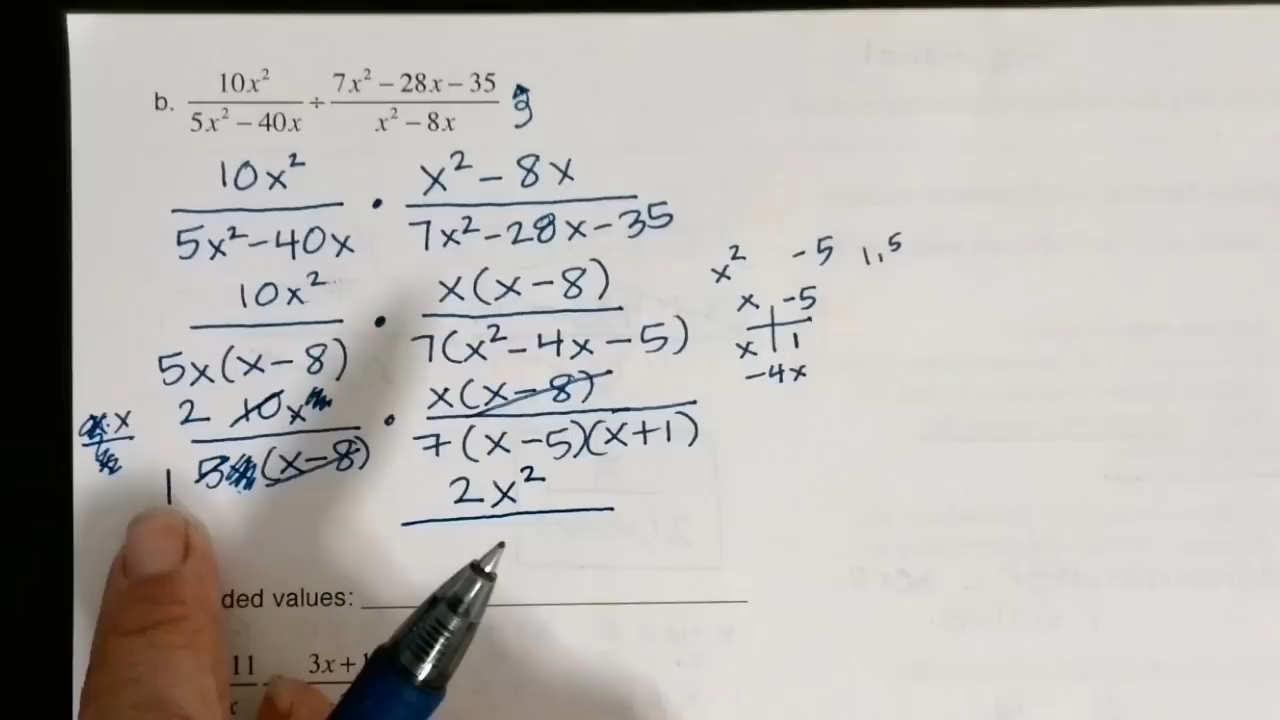 b. 10x² / 5x² − 40x ÷ 7x² − 28x − 35 / x² − 8x
10x² / 5x² − 40x · x² − 8x / 7x² − 28x − 35
x² −5 1,5
10x² / 5x(x − 8) · x(x − 8) / 7(x² − 4x − 5)
x −5
x 1
−4x
2 10x / 5 (x − 8) · x(x − 8) / 7(x − 5)(x + 1)
x·x
1
2x²
ded values:
11 3x +